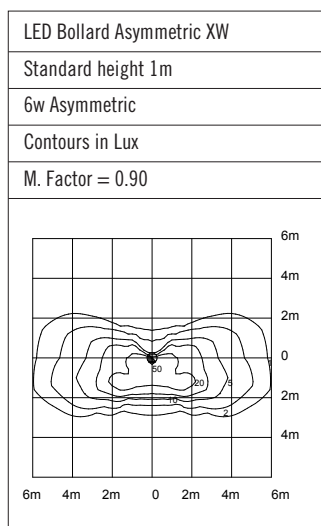 LED Bollard Asymmetric XW
Standard height 1m
6w Asymmetric
Contours in Lux
M. Factor = 0.90
6m
4m
2m
0
50
20
5
10
2
2m
4m
6m 4m 2m 0 2m 4m 6m